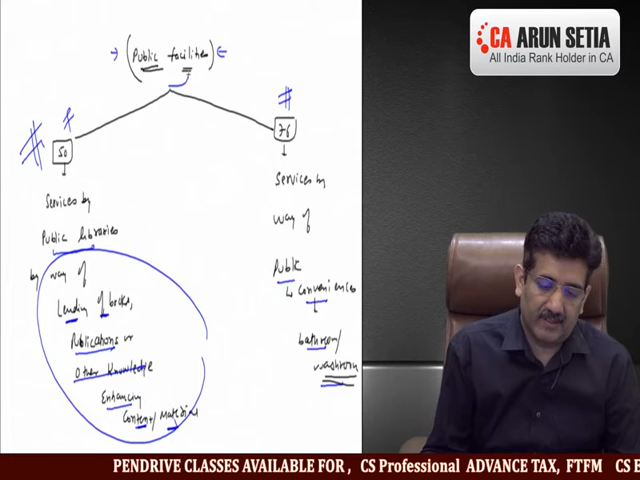 → (Public facilities) ←
#
#
#
50
76
Services by
Public libraries
by way of
Lending of books,
Publications or
Other Knowledge
Enhancing
Content/Material
Services by
way of
Public
↳ Conveniences
bathroom/
washroom
CA ARUN SETIA
All India Rank Holder in CA
PENDRIVE CLASSES AVAILABLE FOR , CS Professional ADVANCE TAX, FTFM CS E